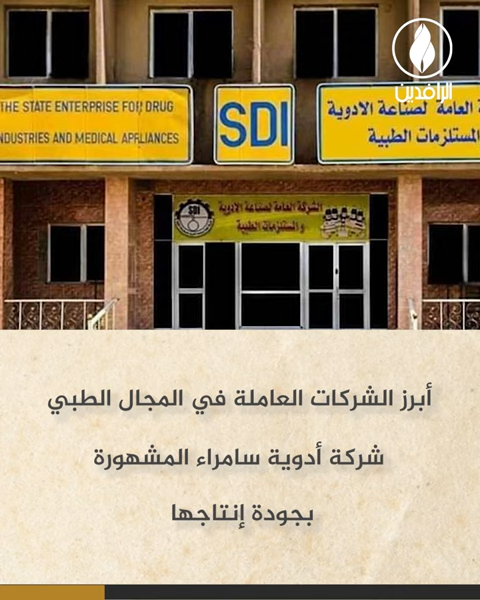 الرافدين
THE STATE ENTERPRISE FOR DRUG
INDUSTRIES AND MEDICAL APPLIANCES
SDI
ة العامة لصناعة الادوية
المستلزمات الطبية
SDI
الشركة العامة لصناعة الادوية
و المستلزمات الطبية
أبرز الشركات العاملة في المجال الطبي
شركة أدوية سامراء المشهورة
بجودة إنتاجها